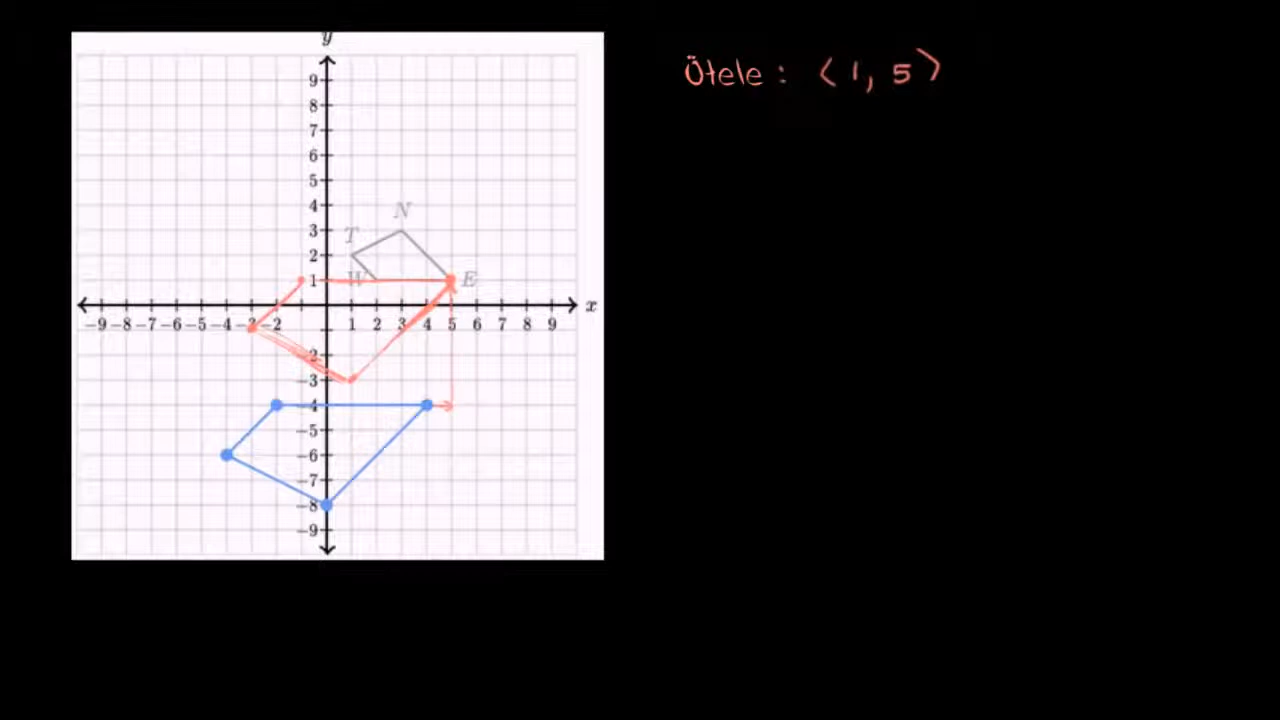 Ötele : ⟨ 1, 5 ⟩
y
9
8
7
6
5
4
N
3
T
2
W 1 E
x
−9 −8 −7 −6 −5 −4 −3 −2 1 2 3 4 5 6 7 8 9
−2
−3
−4
−5
−6
−7
−8
−9